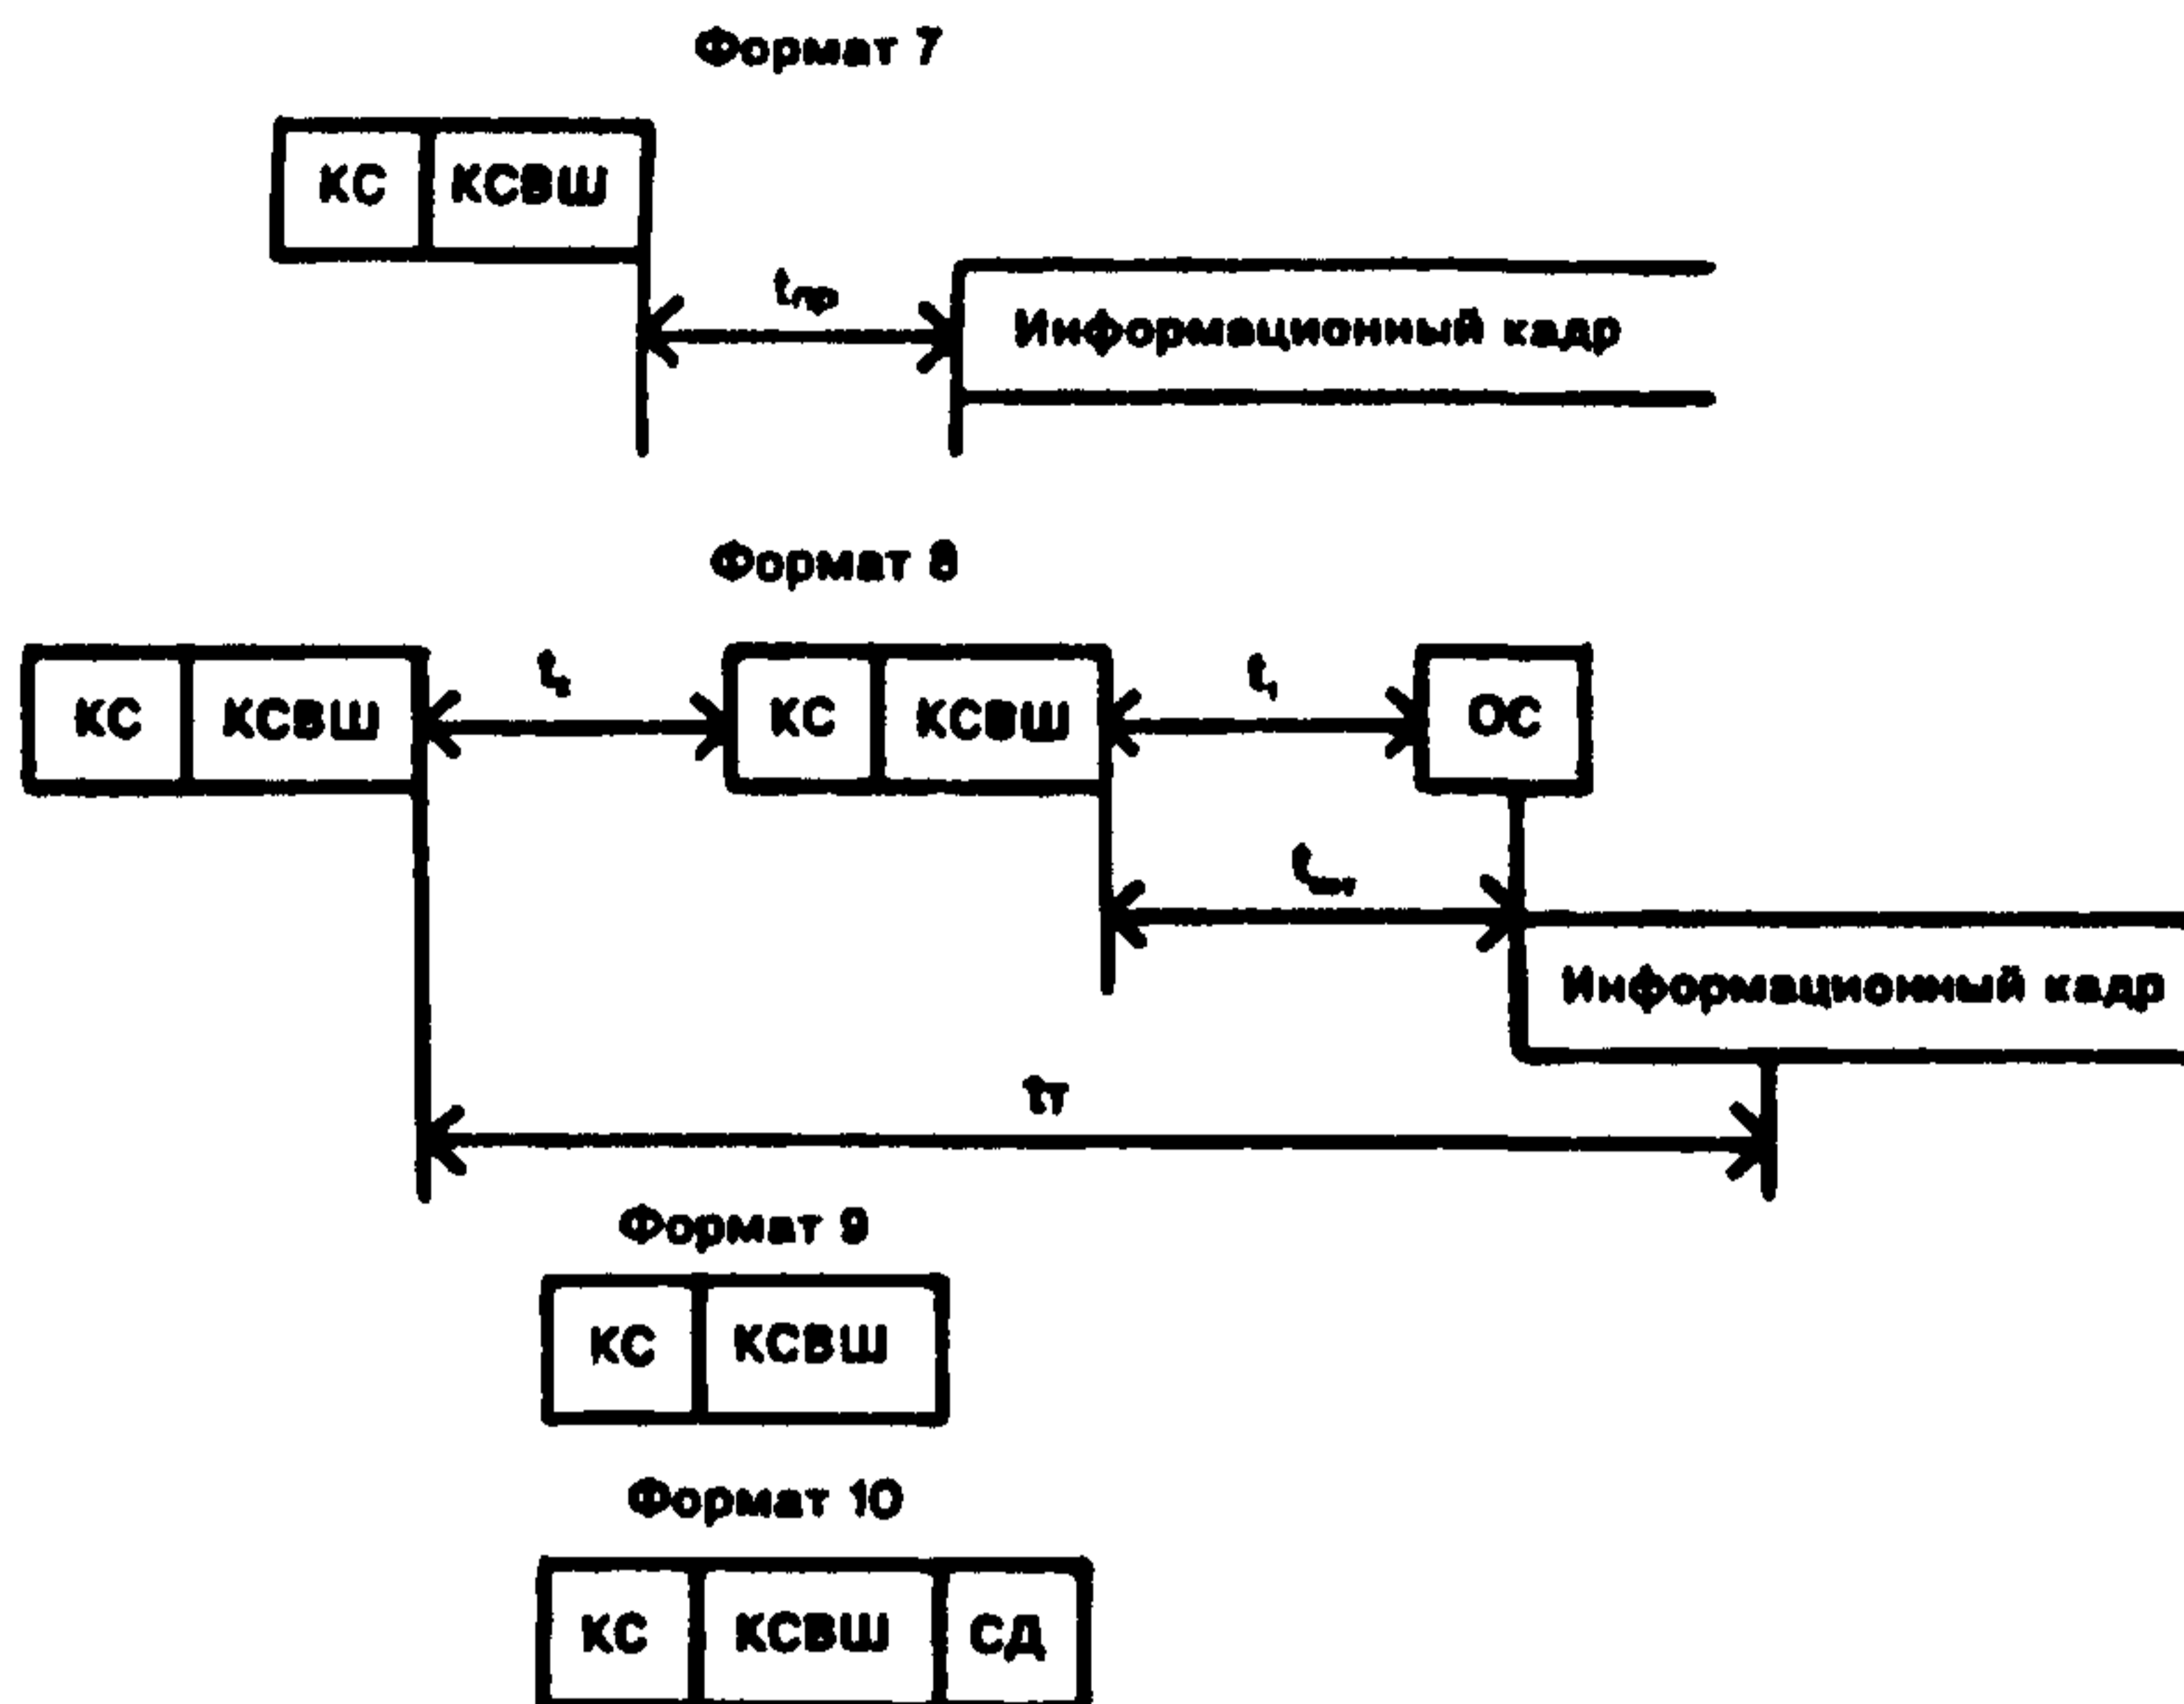 Формат 7
КС КСВШ
tпр
Информационный кадр
Формат 8
КС КСВШ КС КСВШ ОС
Информационный кадр
Формат 9
КС КСВШ
Формат 10
КС КСВШ СД